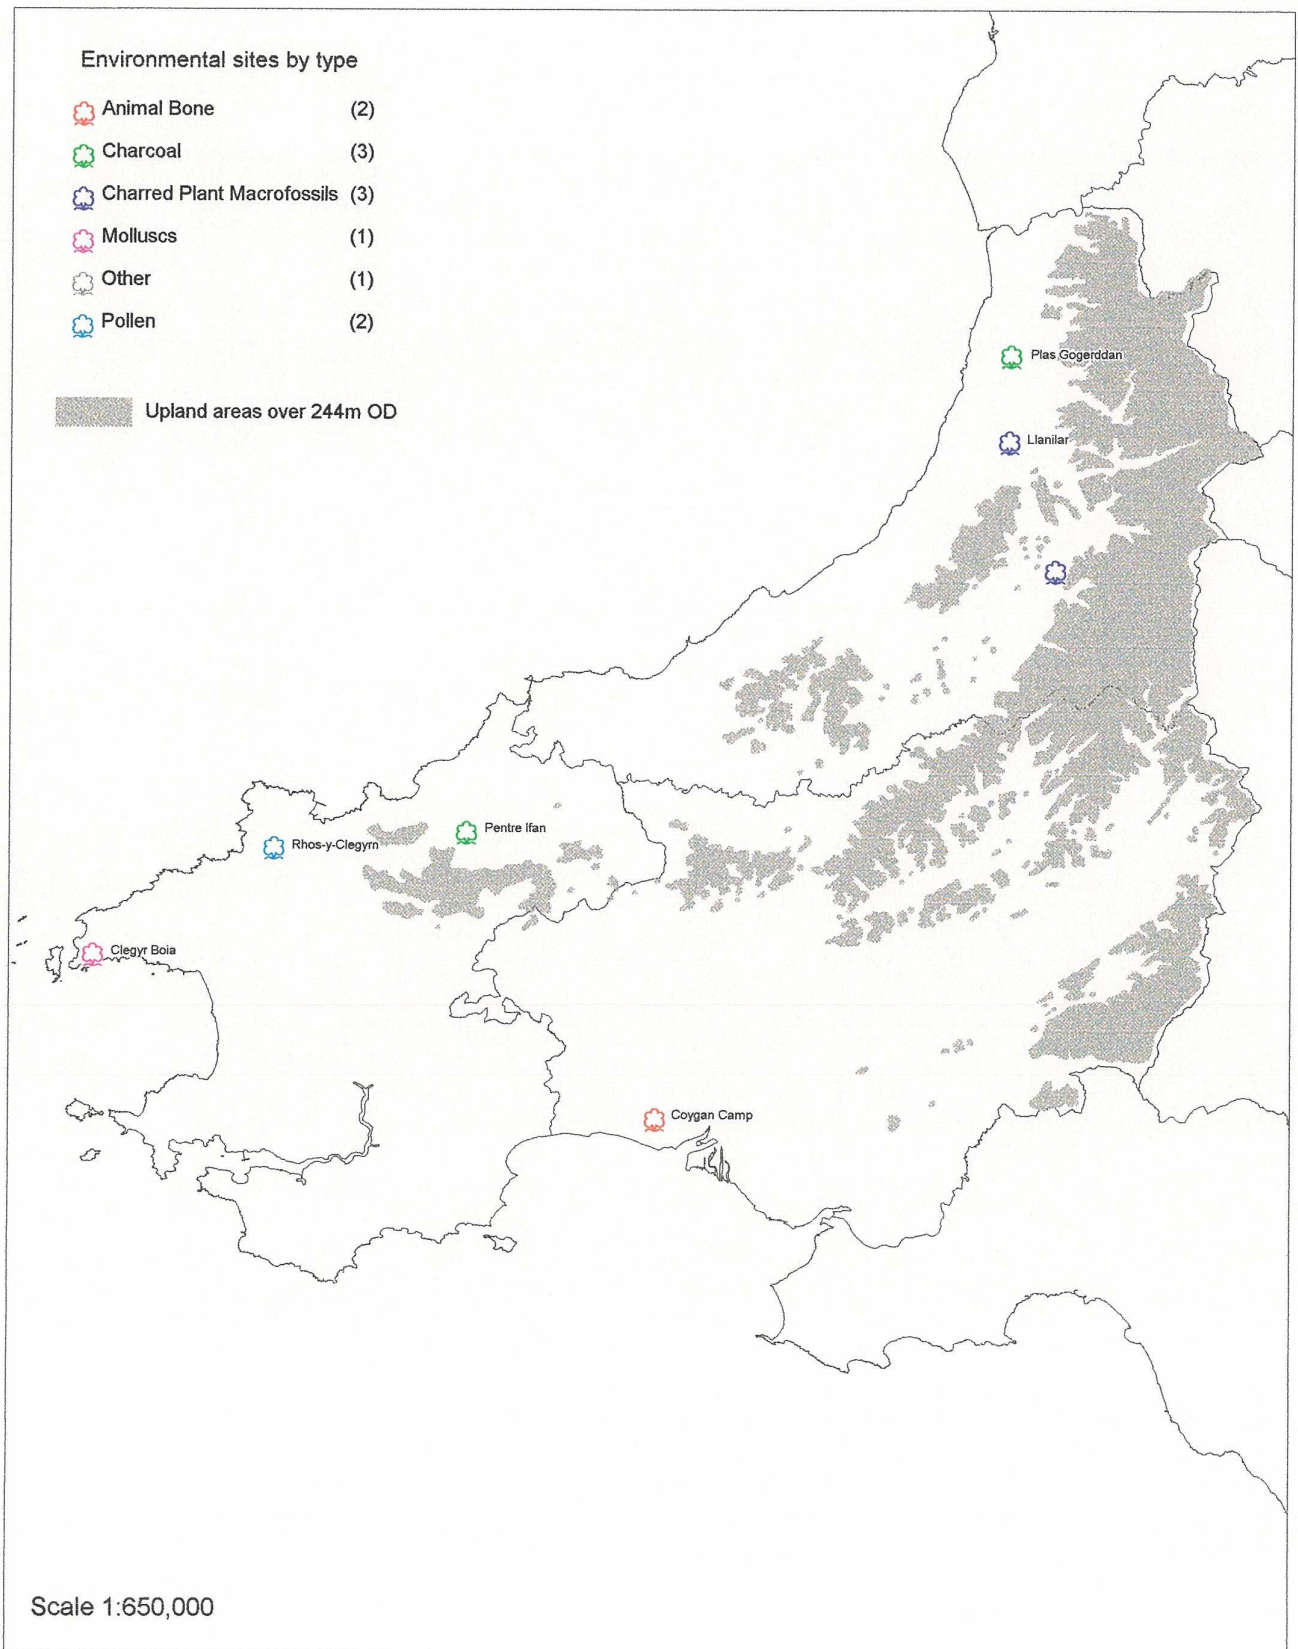 Environmental sites by type
Animal Bone (2)
Charcoal (3)
Charred Plant Macrofossils (3)
Molluscs (1)
Other (1)
Pollen (2)
Upland areas over 244m OD
Plas Gogerddan
Llanilar
Pentre Ifan
Rhos-y-Clegyrn
Clegyr Boia
Coygan Camp
Scale 1:650,000